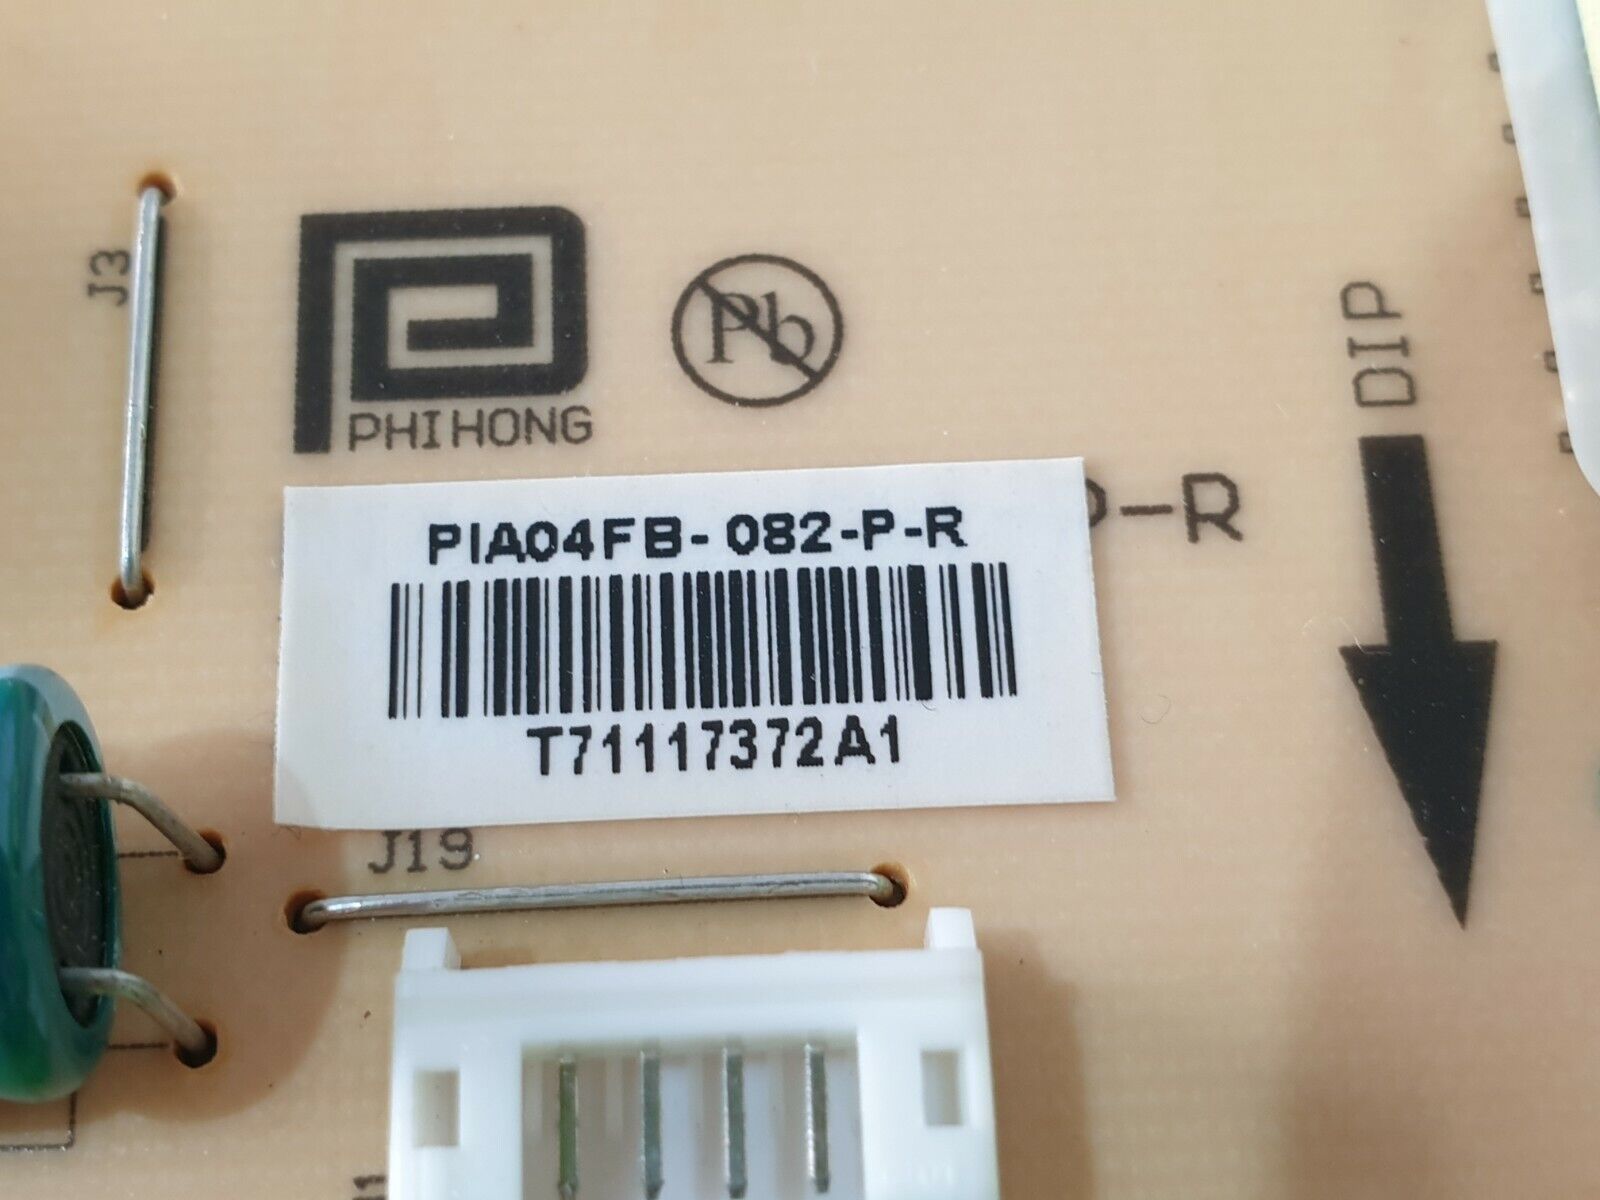 J3
PHIHONG
Pb
DIP
-R
PIA04FB-082-P-R
T71117372A1
J19